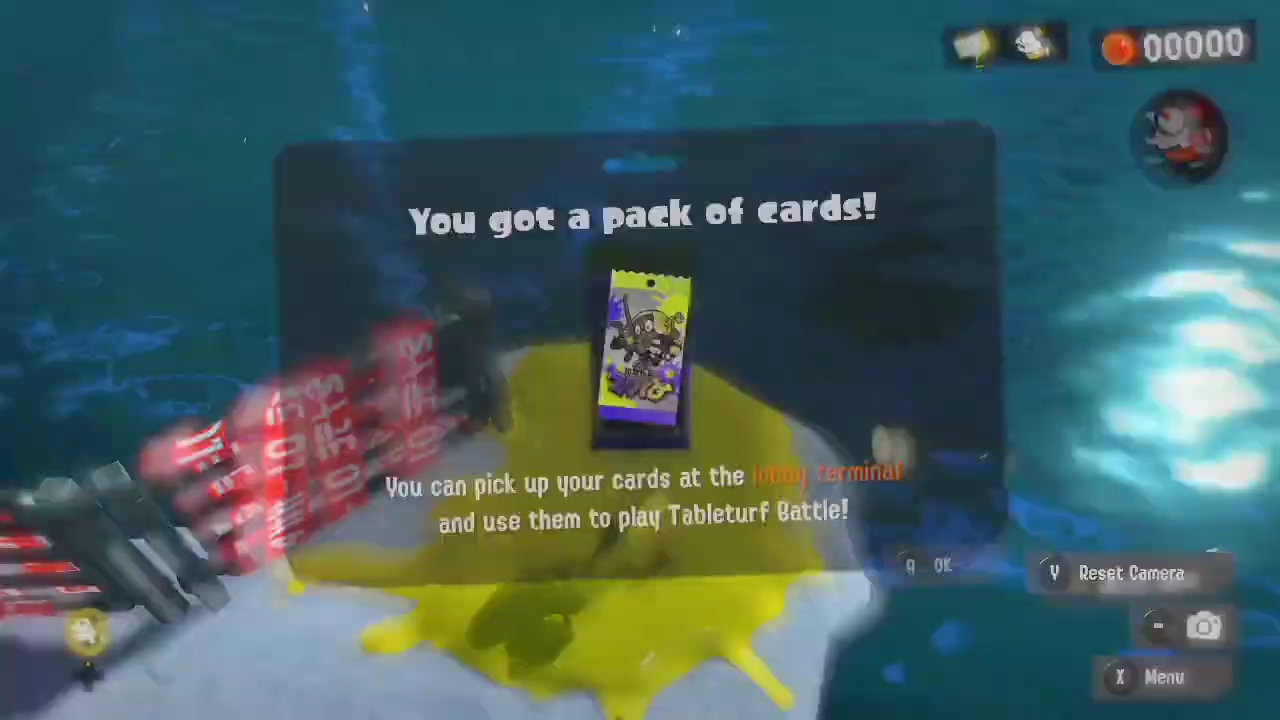 00000
You got a pack of cards!
You can pick up your cards at the lobby terminal
and use them to play Tableturf Battle!
A OK
Y Reset Camera
-
X Menu